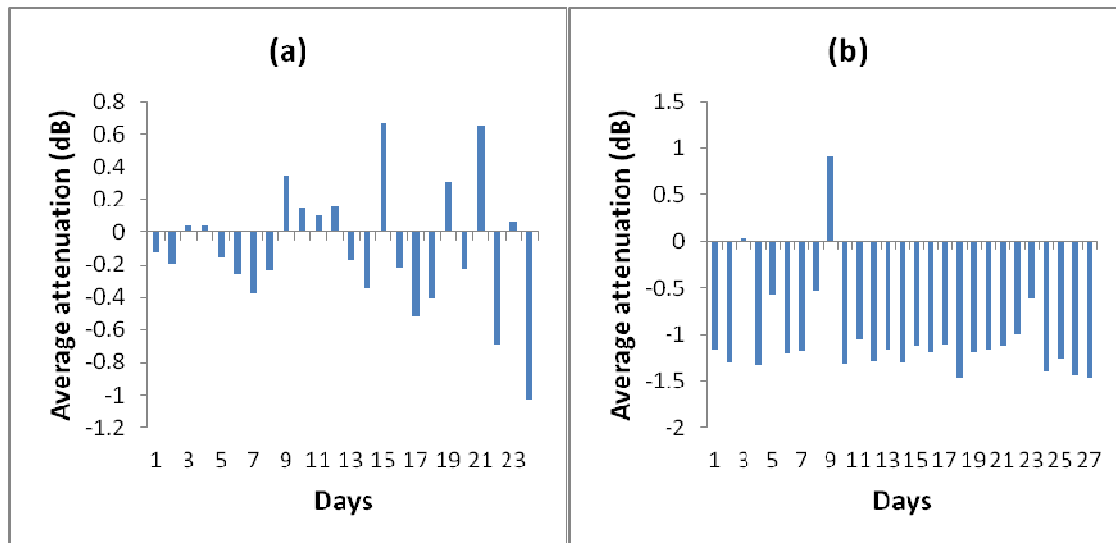 (a)
Average attenuation (dB)
0.8
0.6
0.4
0.2
0
-0.2
-0.4
-0.6
-0.8
-1
-1.2
1 3 5 7 9 11 13 15 17 19 21 23
Days
(b)
Average attenuation (dB)
1.5
1
0.5
0
-0.5
-1
-1.5
-2
1 3 5 7 9 11 13 15 17 19 21 23 25 27
Days